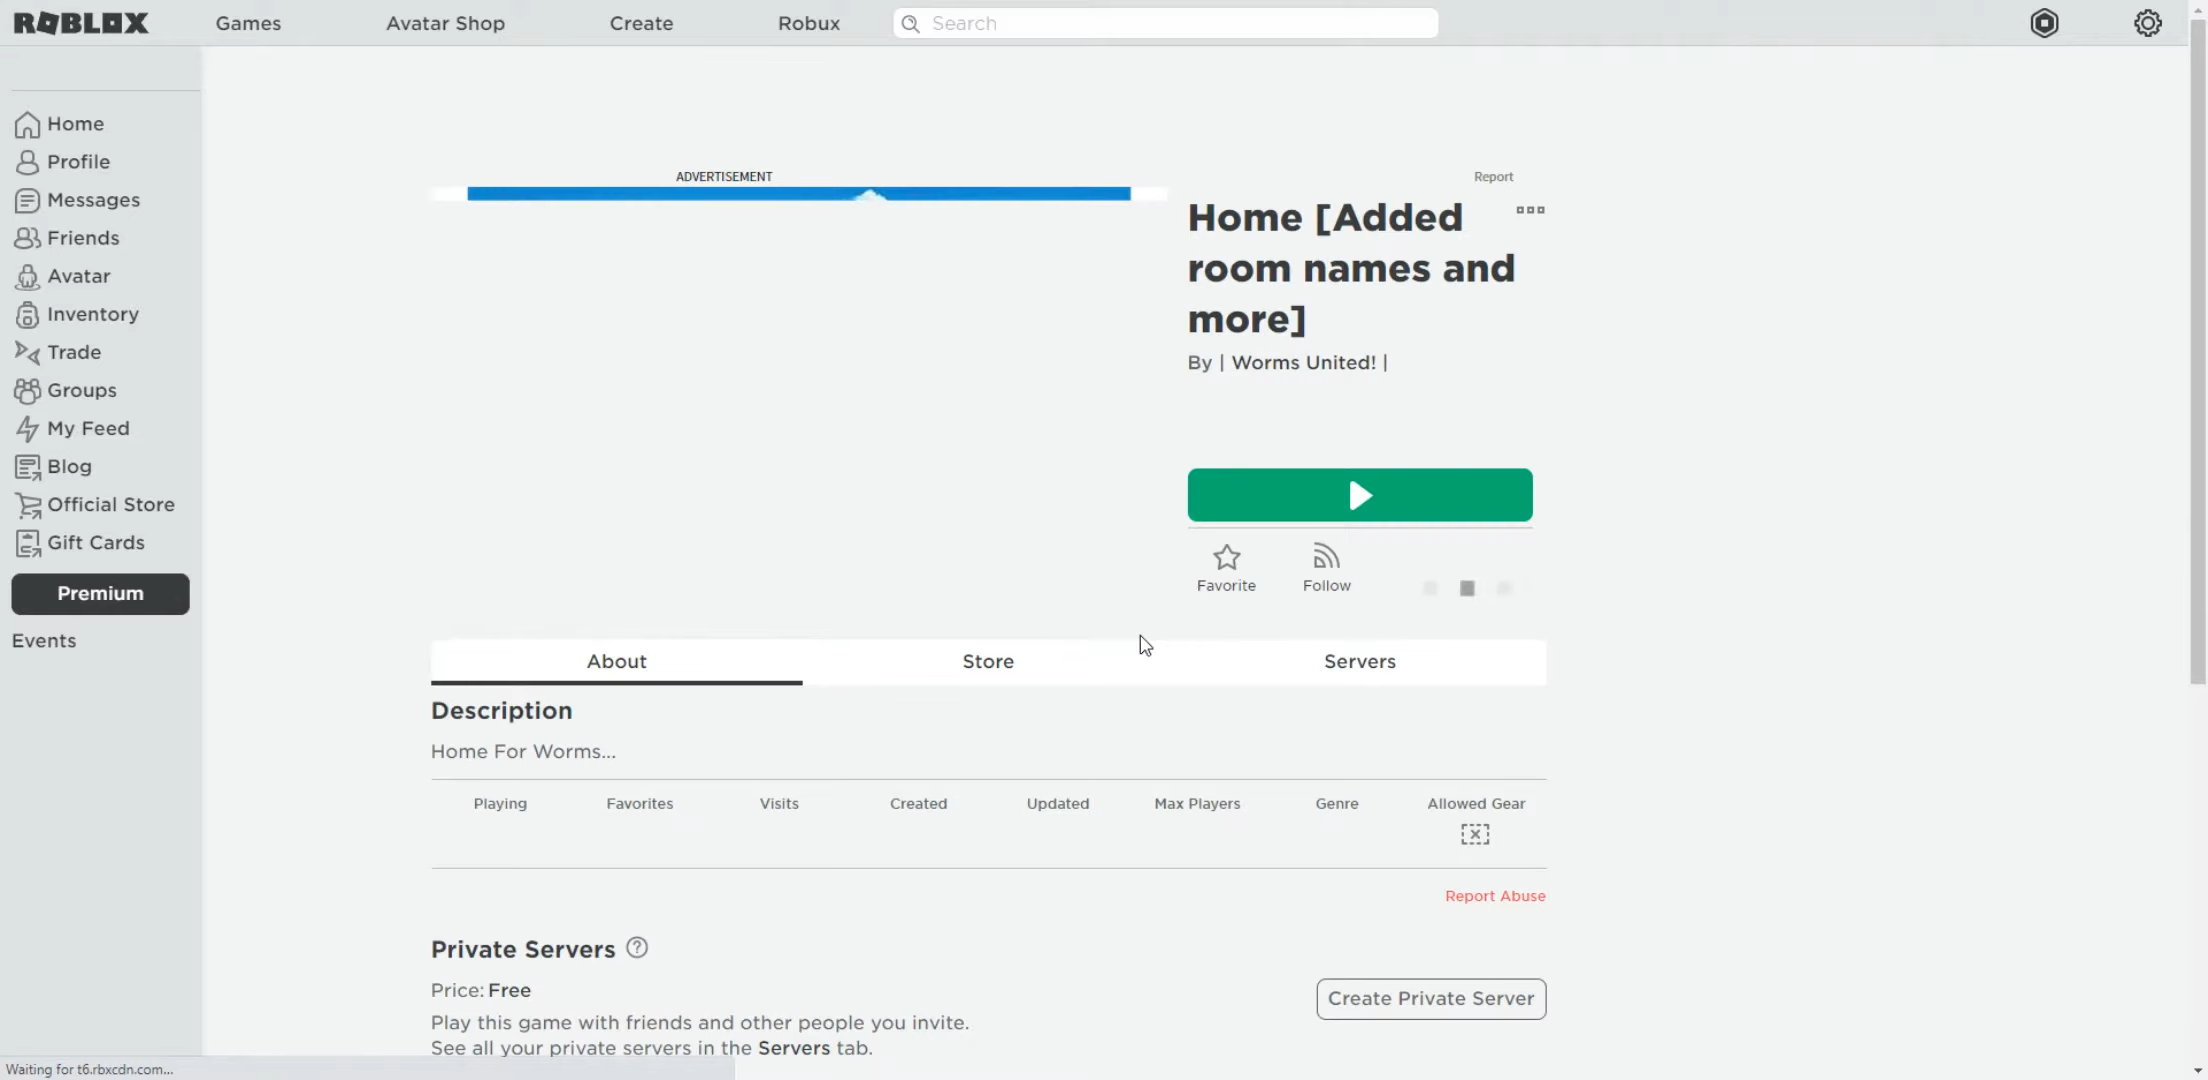 ROBLOX
Games
Avatar Shop
Create
Robux
Search
Home
Profile
Messages
Friends
Avatar
Inventory
Trade
Groups
My Feed
Blog
Official Store
Gift Cards
Premium
Events
ADVERTISEMENT
Report
Home [Added
room names and
more]
By | Worms United! |
Favorite
Follow
About
Store
Servers
Description
Home For Worms...
Playing
Favorites
Visits
Created
Updated
Max Players
Genre
Allowed Gear
Report Abuse
Private Servers
Price: Free
Create Private Server
Play this game with friends and other people you invite.
See all your private servers in the Servers tab.
Waiting for t6.rbxcdn.com...